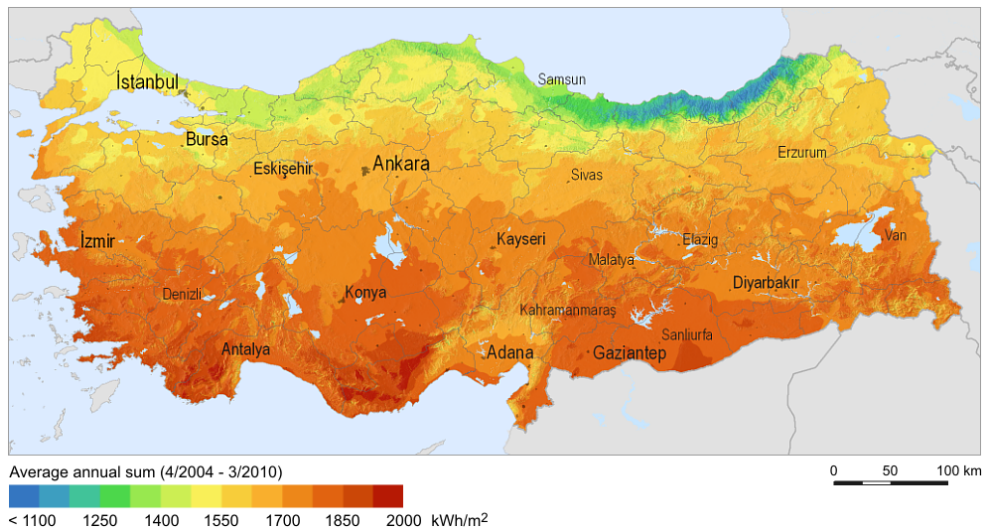 Samsun
İstanbul
Bursa
Eskişehir
Ankara
Sivas
Erzurum
İzmir
Kayseri
Elazig
Van
Malatya
Denizli
Konya
Diyarbakır
Kahramanmaraş
Antalya
Adana
Gaziantep
Sanliurfa
Average annual sum (4/2004 - 3/2010)
0 50 100 km
< 1100 1250 1400 1550 1700 1850 2000 kWh/m²